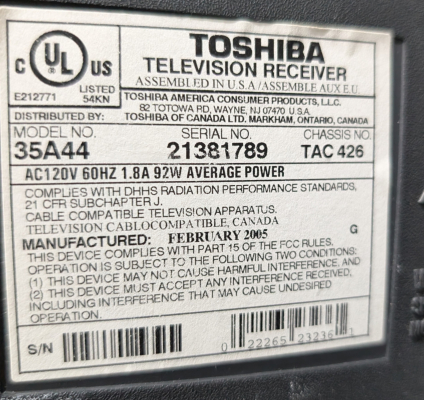 TOSHIBA
TELEVISION RECEIVER
ASSEMBLED IN U.S.A/ASSEMBLE AUX E.U.
c UL US
LISTED
E212771 54KN
TOSHIBA AMERICA CONSUMER PRODUCTS, L.L.C.
82 TOTOWA RD, WAYNE, NJ 07470 U.S.A.
DISTRIBUTED BY: TOSHIBA OF CANADA LTD. MARKHAM, ONTARIO, CANADA
MODEL NO. SERIAL NO. CHASSIS NO.
35A44 21381789 TAC 426
AC120V 60HZ 1.8A 92W AVERAGE POWER
COMPLIES WITH DHHS RADIATION PERFORMANCE STANDARDS,
21 CFR SUBCHAPTER J.
CABLE COMPATIBLE TELEVISION APPARATUS.
TELEVISION CABLOCOMPATIBLE, CANADA
MANUFACTURED: FEBRUARY 2005 G
THIS DEVICE COMPLIES WITH PART 15 OF THE FCC RULES.
OPERATION IS SUBJECT TO THE FOLLOWING TWO CONDITIONS:
(1) THIS DEVICE MAY NOT CAUSE HARMFUL INTERFERENCE, AND
(2) THIS DEVICE MUST ACCEPT ANY INTERFERENCE RECEIVED,
INCLUDING INTERFERENCE THAT MAY CAUSE UNDESIRED
OPERATION.
S/N
0 22265 23236 1